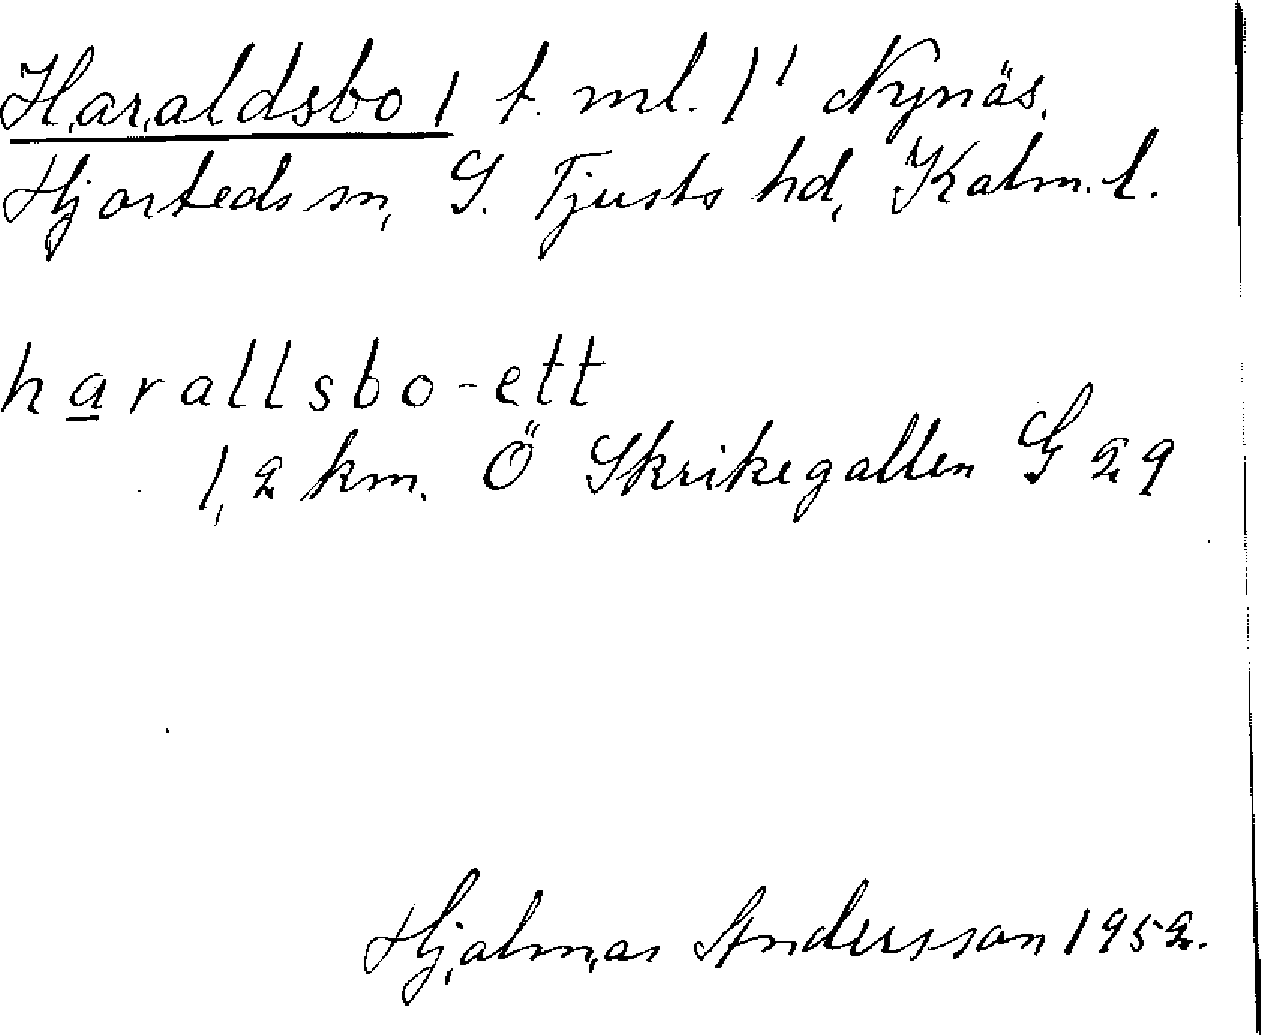 Haraldsbo 1 t. ml. 1' Nynäs,
Hjorteds sn, S. Tjusts hd, Kalm. l.
harallsbo-ett
1,2 km. Ö Skrikegallen G 29
Hjalmar Andersson 1952.